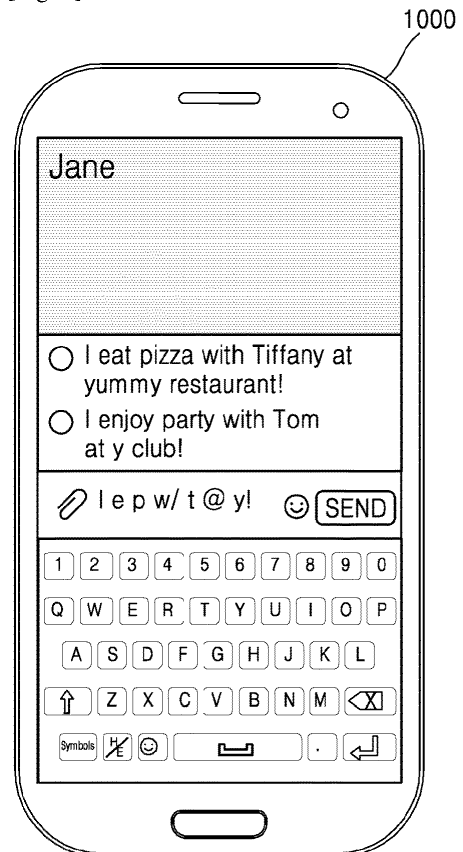 1000
Jane
I eat pizza with Tiffany at
yummy restaurant!
I enjoy party with Tom
at y club!
I e p w/ t @ y!
SEND
1 2 3 4 5 6 7 8 9 0
Q W E R T Y U I O P
A S D F G H J K L
Z X C V B N M X
Symbols H/E .